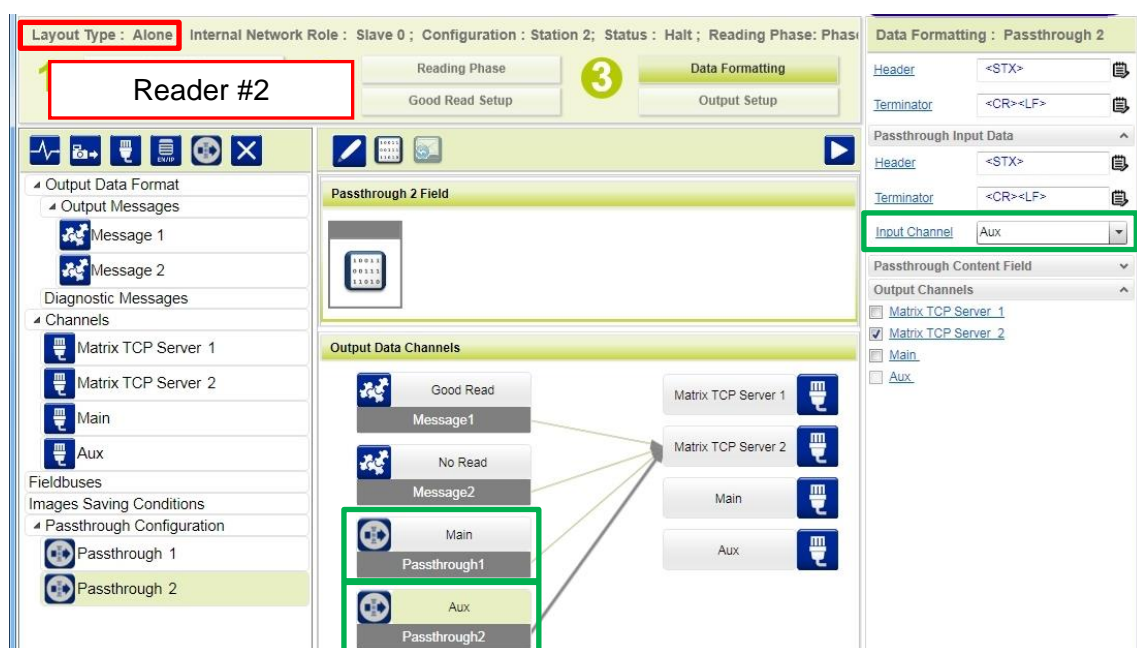 Layout Type : Alone Internal Network Role : Slave 0 ; Configuration : Station 2; Status : Halt ; Reading Phase: Phas
Reader #2
Reading Phase
Good Read Setup
3
Data Formatting
Output Setup
EN/IP
Output Data Format
Output Messages
Message 1
Message 2
Diagnostic Messages
Channels
Matrix TCP Server 1
Matrix TCP Server 2
Main
Aux
Fieldbuses
Images Saving Conditions
Passthrough Configuration
Passthrough 1
Passthrough 2
Passthrough 2 Field
10011
00111
11010
Output Data Channels
Good Read
Message1
No Read
Message2
Main
Passthrough1
Aux
Passthrough2
Matrix TCP Server 1
Matrix TCP Server 2
Main
Aux
Data Formatting : Passthrough 2
Header <STX>
Terminator <CR><LF>
Passthrough Input Data
Header <STX>
Terminator <CR><LF>
Input Channel Aux
Passthrough Content Field
Output Channels
Matrix TCP Server 1
Matrix TCP Server 2
Main
Aux